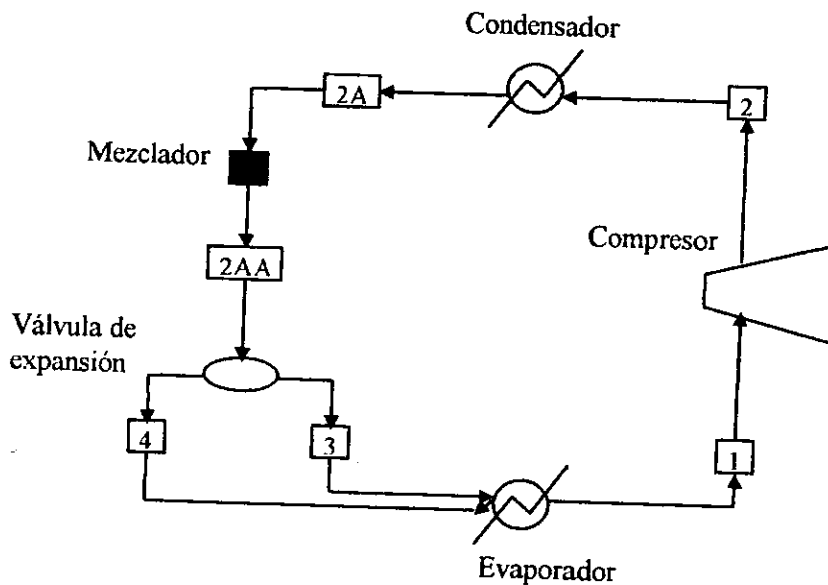 Condensador
2A
2
Mezclador
Compresor
2AA
Válvula de
expansión
4
3
1
Evaporador